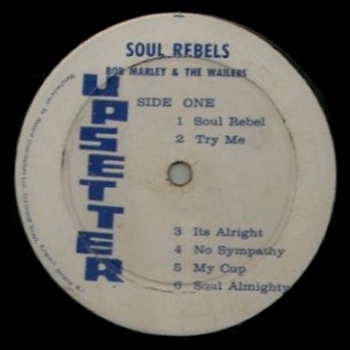 SOUL REBELS
BOB MARLEY & THE WAILERS
UPSETTER
SIDE ONE
1 Soul Rebel
2 Try Me
3 Its Alright
4 No Sympathy
5 My Cup
6 Soul Almighty